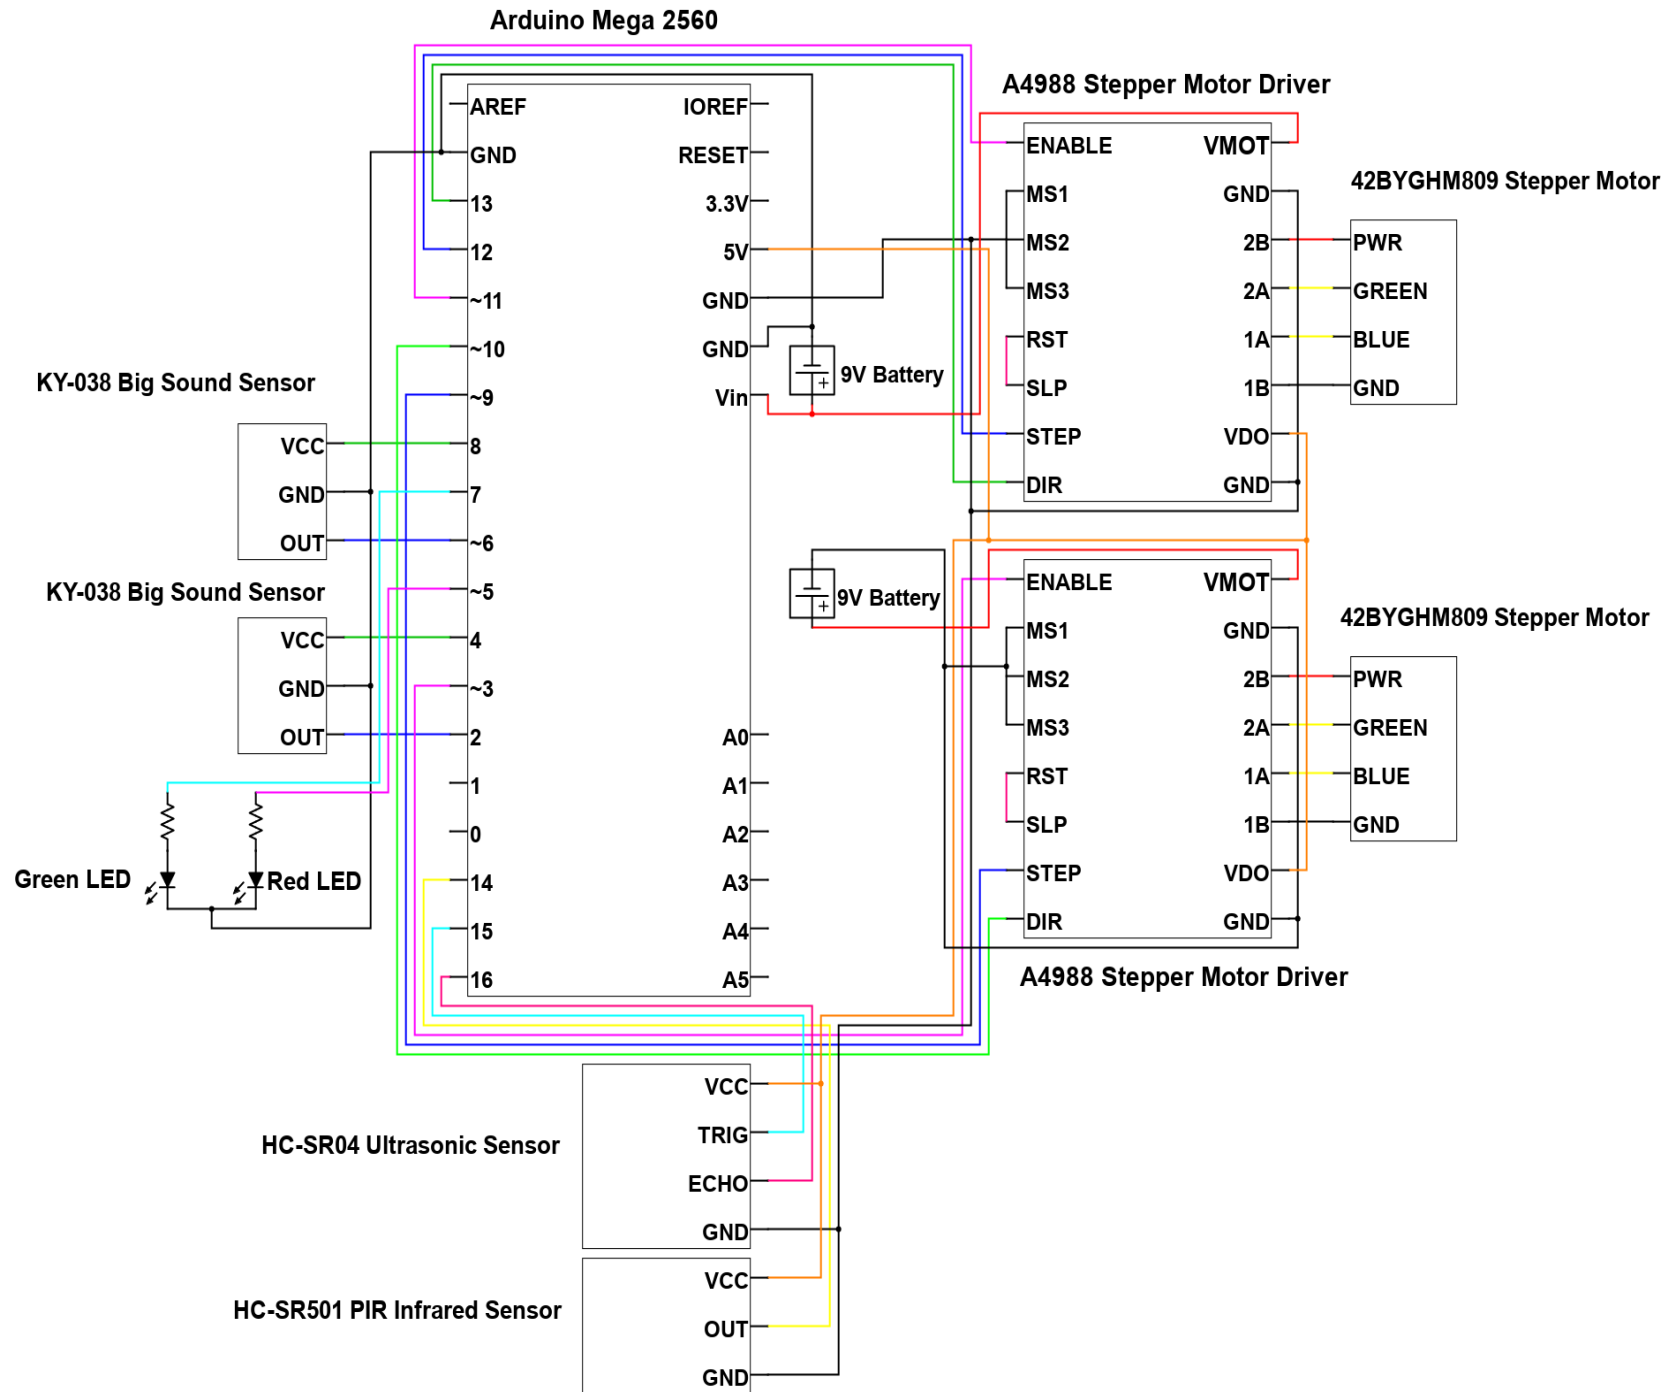 Arduino Mega 2560
AREF
GND
13
12
~11
~10
~9
8
7
~6
~5
4
~3
2
1
0
14
15
16
IOREF
RESET
3.3V
5V
GND
GND
Vin
A0
A1
A2
A3
A4
A5
KY-038 Big Sound Sensor
VCC
GND
OUT
KY-038 Big Sound Sensor
VCC
GND
OUT
Green LED
Red LED
9V Battery
9V Battery
A4988 Stepper Motor Driver
ENABLE
MS1
MS2
MS3
RST
SLP
STEP
DIR
VMOT
GND
2B
2A
1A
1B
VDO
GND
42BYGHM809 Stepper Motor
PWR
GREEN
BLUE
GND
ENABLE
MS1
MS2
MS3
RST
SLP
STEP
DIR
VMOT
GND
2B
2A
1A
1B
VDO
GND
A4988 Stepper Motor Driver
42BYGHM809 Stepper Motor
PWR
GREEN
BLUE
GND
HC-SR04 Ultrasonic Sensor
VCC
TRIG
ECHO
GND
HC-SR501 PIR Infrared Sensor
VCC
OUT
GND